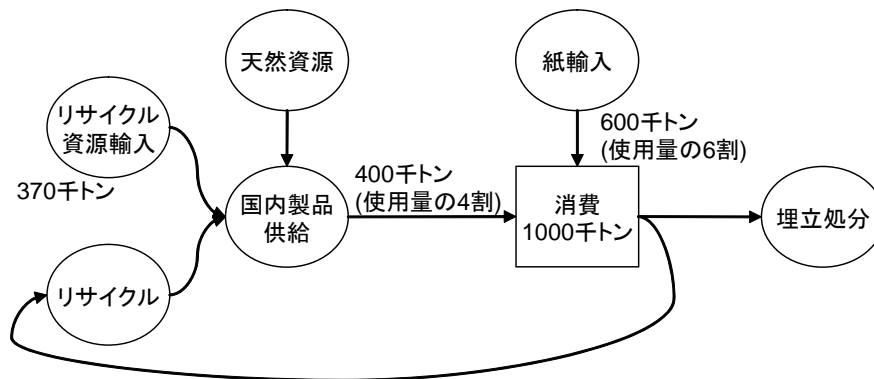 天然資源
紙輸入
リサイクル
資源輸入
370千トン
600千トン
(使用量の6割)
400千トン
(使用量の4割)
国内製品
供給
消費
1000千トン
埋立処分
リサイクル